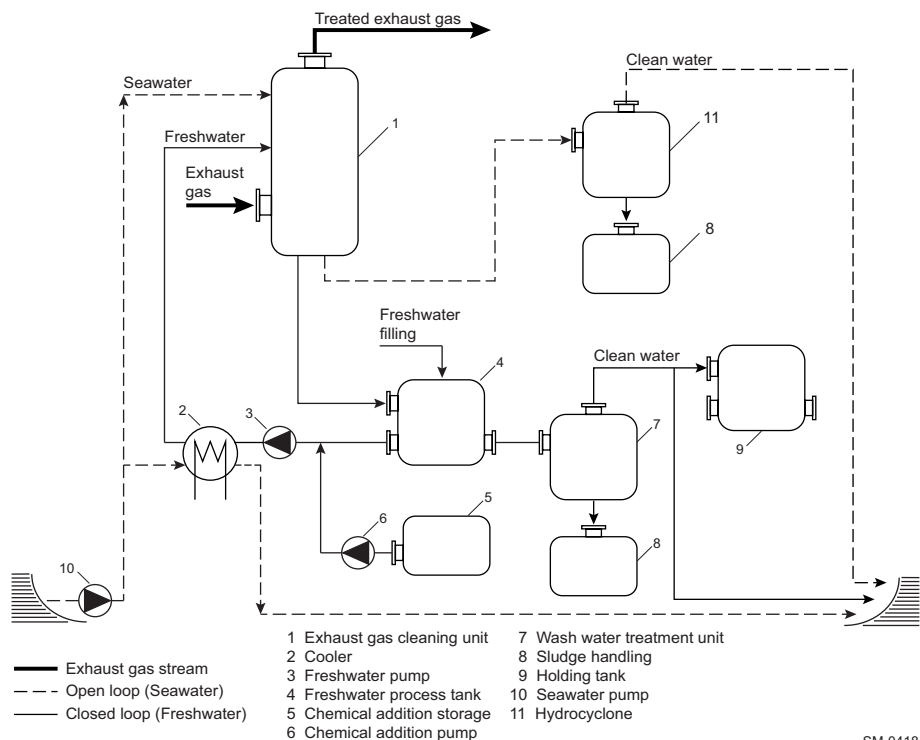 Treated exhaust gas
Clean water
Seawater
11
1
Freshwater
Exhaust
gas
8
Freshwater
filling
Clean water
4
2
3
7
9
5
6
8
10
1 Exhaust gas cleaning unit
2 Cooler
3 Freshwater pump
4 Freshwater process tank
5 Chemical addition storage
6 Chemical addition pump
7 Wash water treatment unit
8 Sludge handling
9 Holding tank
10 Seawater pump
11 Hydrocyclone
Exhaust gas stream
Open loop (Seawater)
Closed loop (Freshwater)